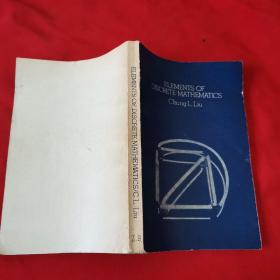 ELEMENTS OF
DISCRETE MATHEMATICS
Chung L. Liu
ELEMENTS OF DISCRETE MATHEMATICS/C. L. Liu